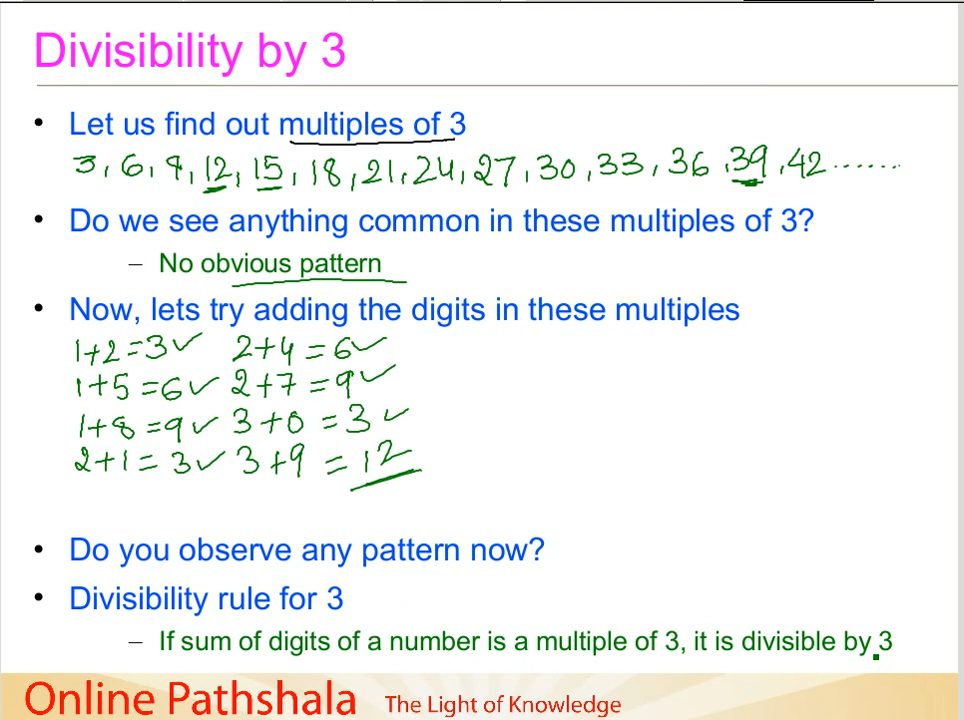 Divisibility by 3
• Let us find out multiples of 3
3, 6, 9, 12, 15, 18, 21, 24, 27, 30, 33, 36, 39, 42 ........
• Do we see anything common in these multiples of 3?
– No obvious pattern
• Now, lets try adding the digits in these multiples
1+2=3✓ 2+4=6✓
1+5=6✓ 2+7=9✓
1+8=9✓ 3+0=3✓
2+1=3✓ 3+9=12
• Do you observe any pattern now?
• Divisibility rule for 3
– If sum of digits of a number is a multiple of 3, it is divisible by 3
Online Pathshala The Light of Knowledge